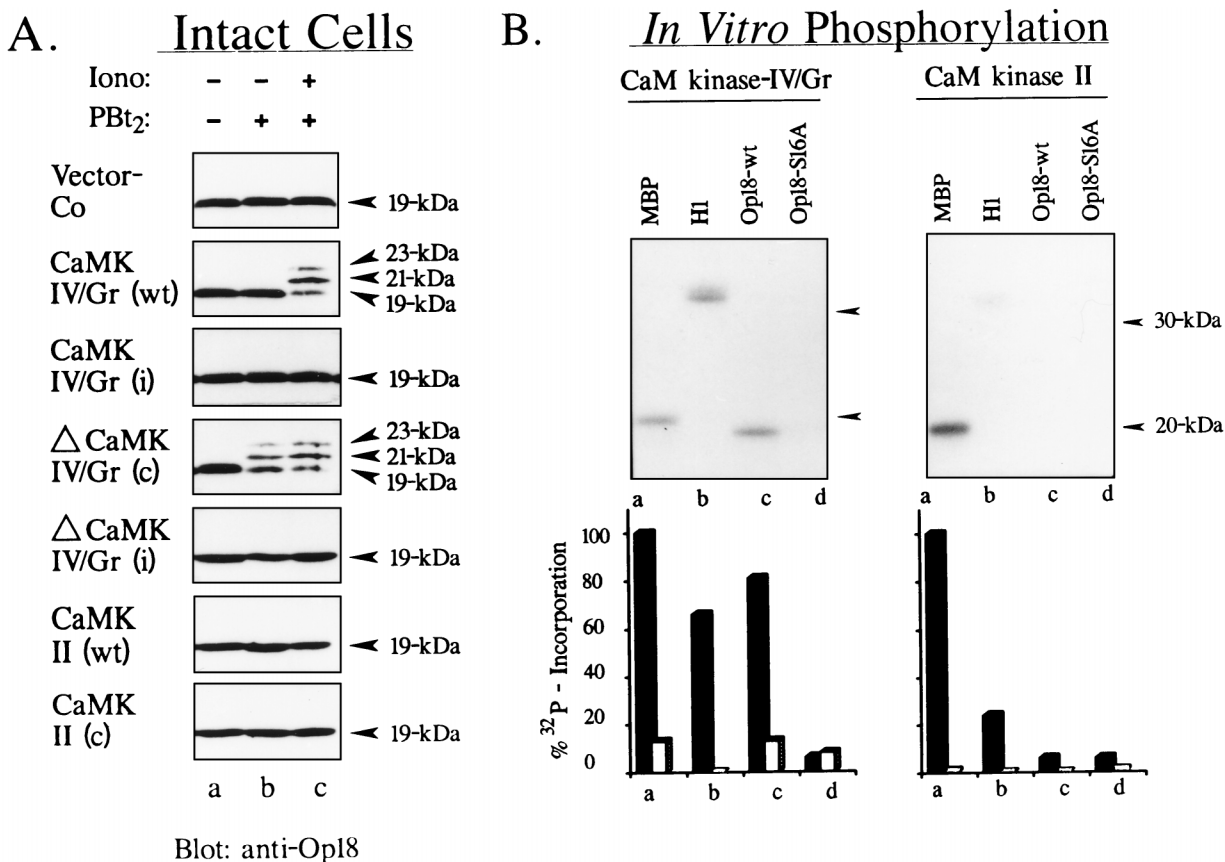 A. Intact Cells
Iono: - - +
PBt2: - + +
Vector-
Co
19-kDa
CaMK
IV/Gr (wt)
23-kDa
21-kDa
19-kDa
CaMK
IV/Gr (i)
19-kDa
△ CaMK
IV/Gr (c)
23-kDa
21-kDa
19-kDa
△ CaMK
IV/Gr (i)
19-kDa
CaMK
II (wt)
19-kDa
CaMK
II (c)
19-kDa
a b c
Blot: anti-Op18
B. In Vitro Phosphorylation
CaM kinase-IV/Gr
MBP
H1
Op18-wt
Op18-S16A
a b c d
CaM kinase II
MBP
H1
Op18-wt
Op18-S16A
30-kDa
20-kDa
a b c d
% 32P - Incorporation
100
80
60
40
20
0
a b c d
a b c d